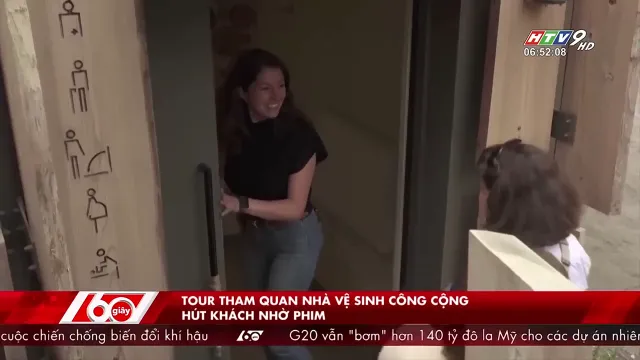 HTV9 HD
06:52:08
60 giây
TOUR THAM QUAN NHÀ VỆ SINH CÔNG CỘNG
HÚT KHÁCH NHỜ PHIM
cuộc chiến chống biến đổi khí hậu 60 G20 vẫn "bơm" hơn 140 tỷ đô la Mỹ cho các dự án nhiê